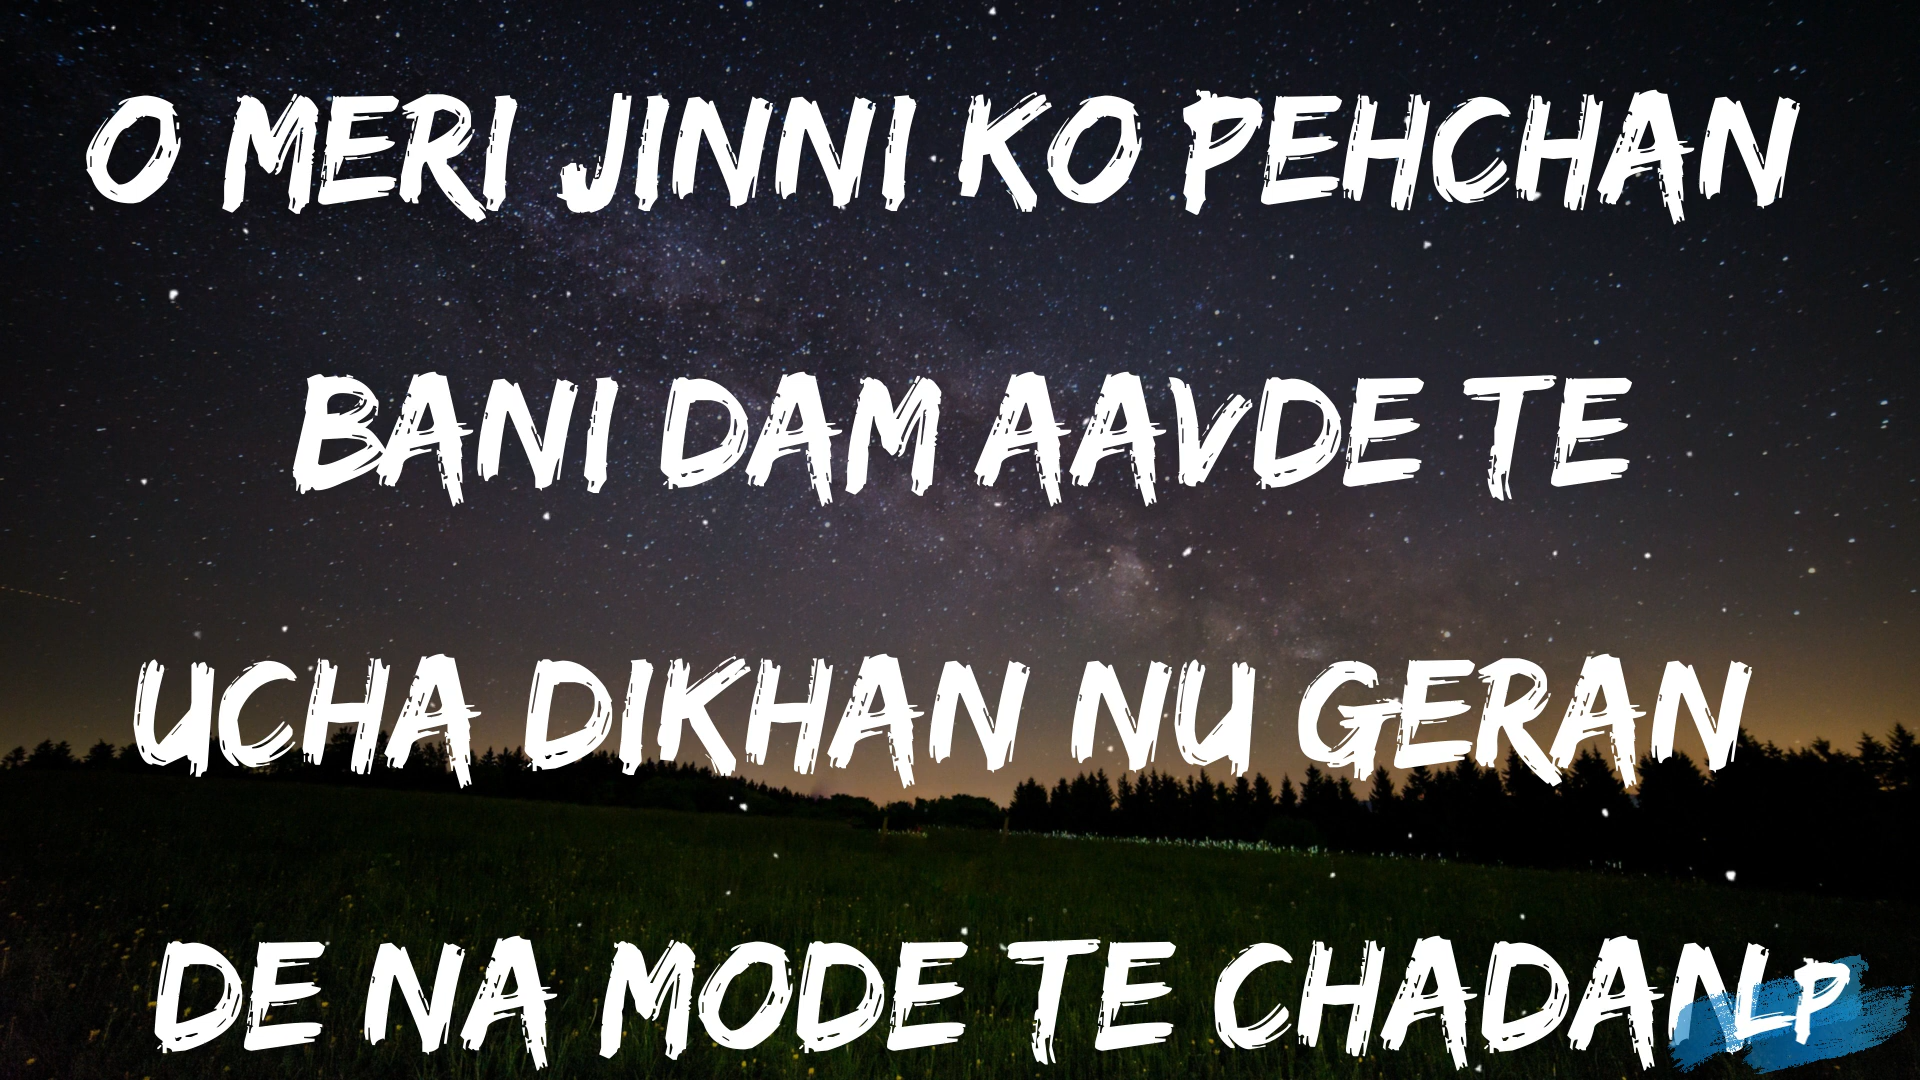 O MERI JINNI KO PEHCHAN
BANI DAM AAVDE TE
UCHA DIKHAN NU GERAN
DE NA MODE TE CHADAN
LP